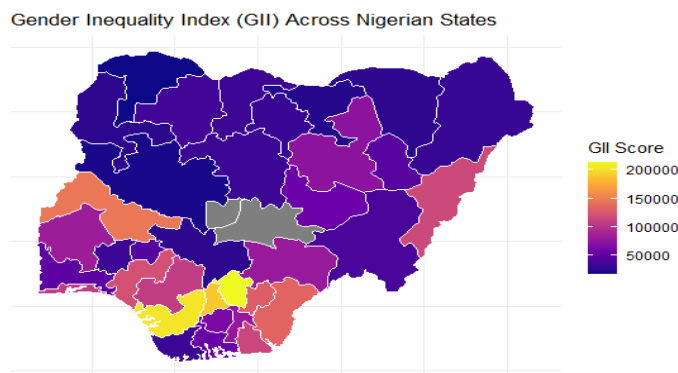 Gender Inequality Index (GII) Across Nigerian States
GII Score
200000
150000
100000
50000